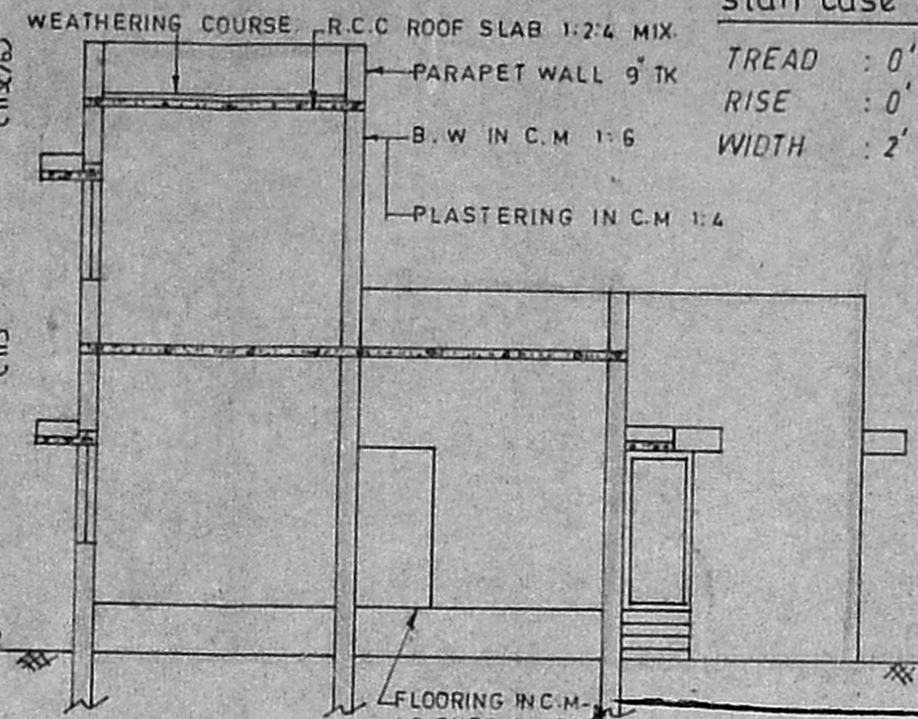 WEATHERING COURSE. R.C.C ROOF SLAB 1:2:4 MIX.
PARAPET WALL 9" TK
B.W IN C.M 1:6
PLASTERING IN C.M 1:4
case
TREAD : 0'
RISE : 0'
WIDTH : 2'
FLOORING IN C.M